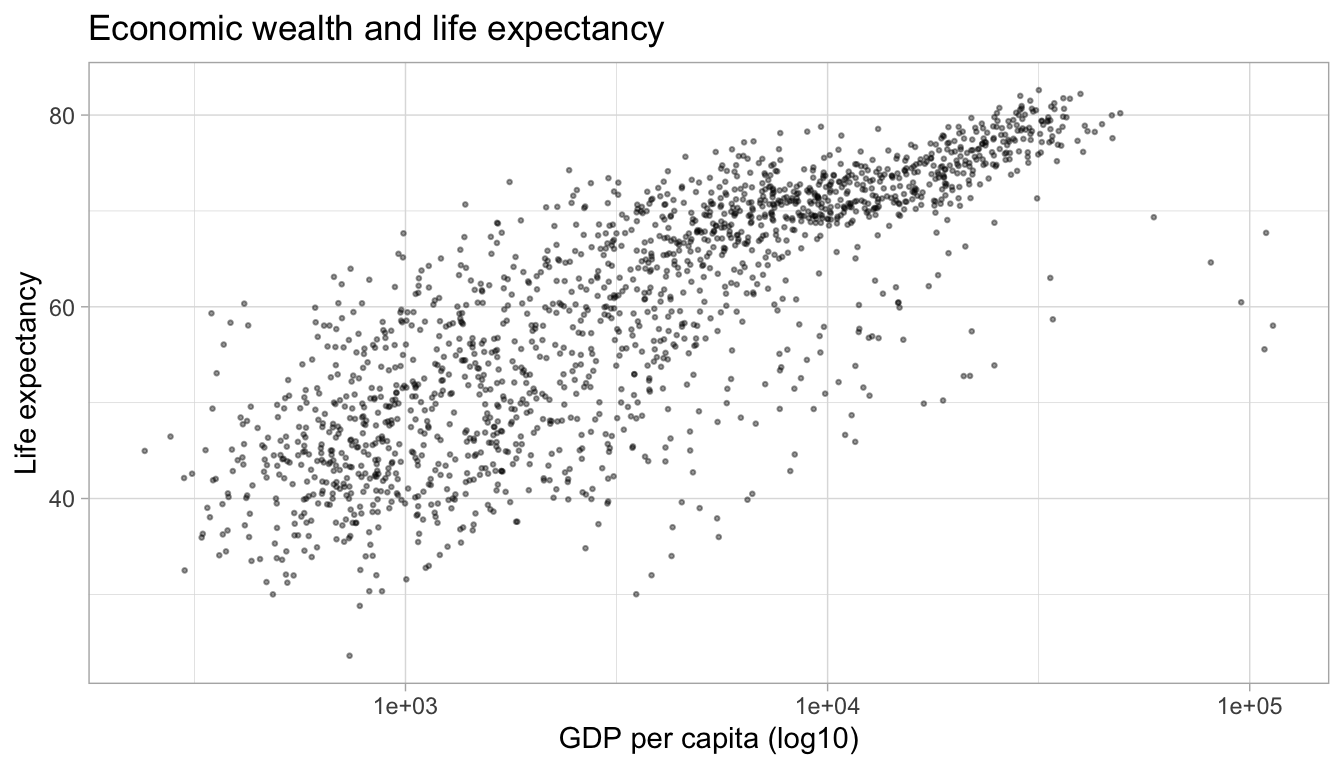 Economic wealth and life expectancy
Life expectancy
80
60
40
1e+03
1e+04
1e+05
GDP per capita (log10)